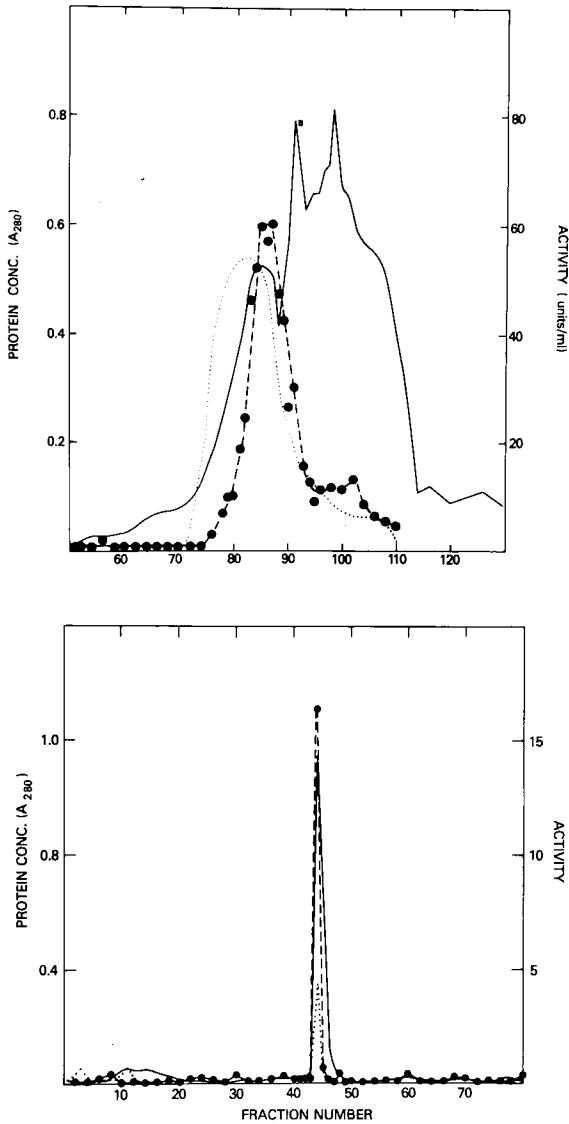 0.8
0.6
0.4
0.2
PROTEIN CONC. (A280)
80
60
40
20
ACTIVITY ( units/ml)
60 70 80 90 100 110 120
1.0
0.8
0.4
PROTEIN CONC. (A 280)
15
10
5
ACTIVITY
10 20 30 40 50 60 70
FRACTION NUMBER